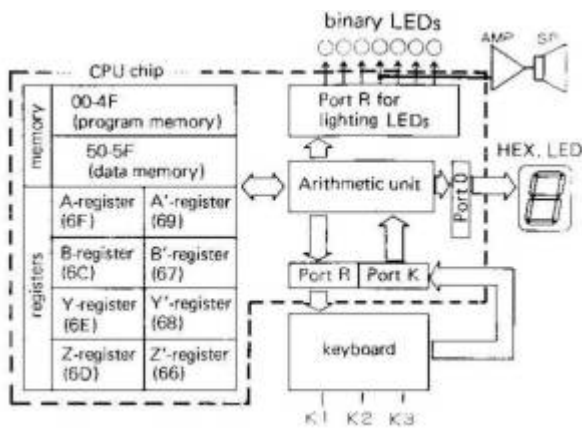 binary LEDs
AMP SP
CPU chip
memory
00-4F
(program memory)
50-5F
(data memory)
registers
A-register
(6F)
A'-register
(69)
B-register
(6C)
B'-register
(67)
Y-register
(6E)
Y'-register
(68)
Z-register
(6D)
Z'-register
(66)
Port R for
lighting LEDs
HEX. LED
Arithmetic unit
Port O
Port R
Port K
keyboard
K1 K2 K3